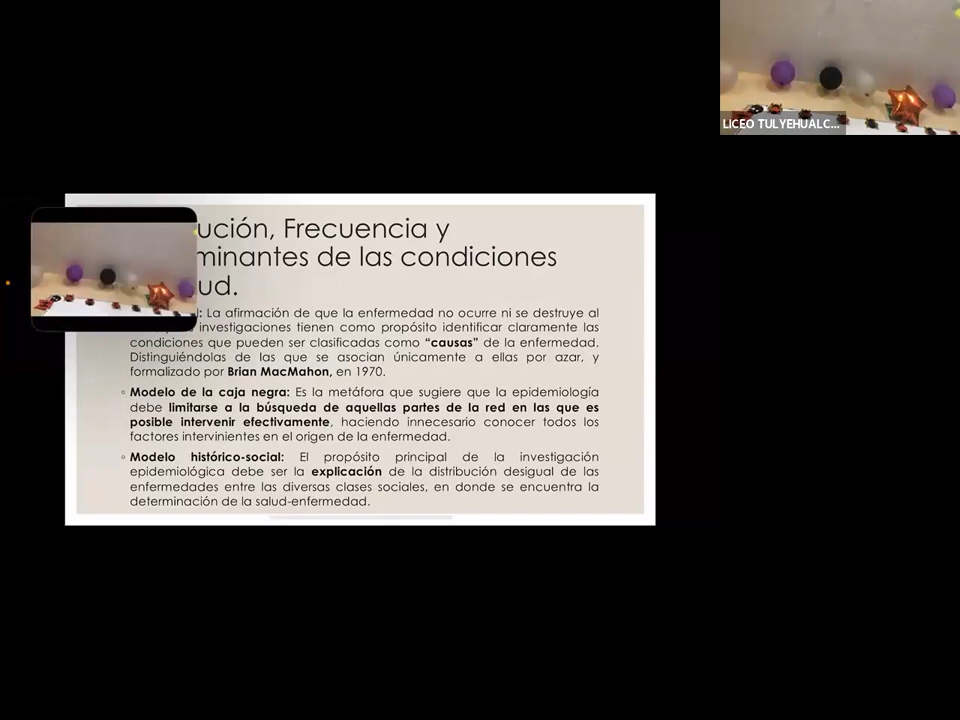 LICEO TULYEHUALC...
ución, Frecuencia y
minantes de las condiciones
ud.
: La afirmación de que la enfermedad no ocurre ni se destruye al
investigaciones tienen como propósito identificar claramente las
condiciones que pueden ser clasificadas como “causas” de la enfermedad.
Distinguiéndolas de las que se asocian únicamente a ellas por azar, y
formalizado por Brian MacMahon, en 1970.
◦ Modelo de la caja negra: Es la metáfora que sugiere que la epidemiología
debe limitarse a la búsqueda de aquellas partes de la red en las que es
posible intervenir efectivamente, haciendo innecesario conocer todos los
factores intervinientes en el origen de la enfermedad.
◦ Modelo histórico-social: El propósito principal de la investigación
epidemiológica debe ser la explicación de la distribución desigual de las
enfermedades entre las diversas clases sociales, en donde se encuentra la
determinación de la salud-enfermedad.